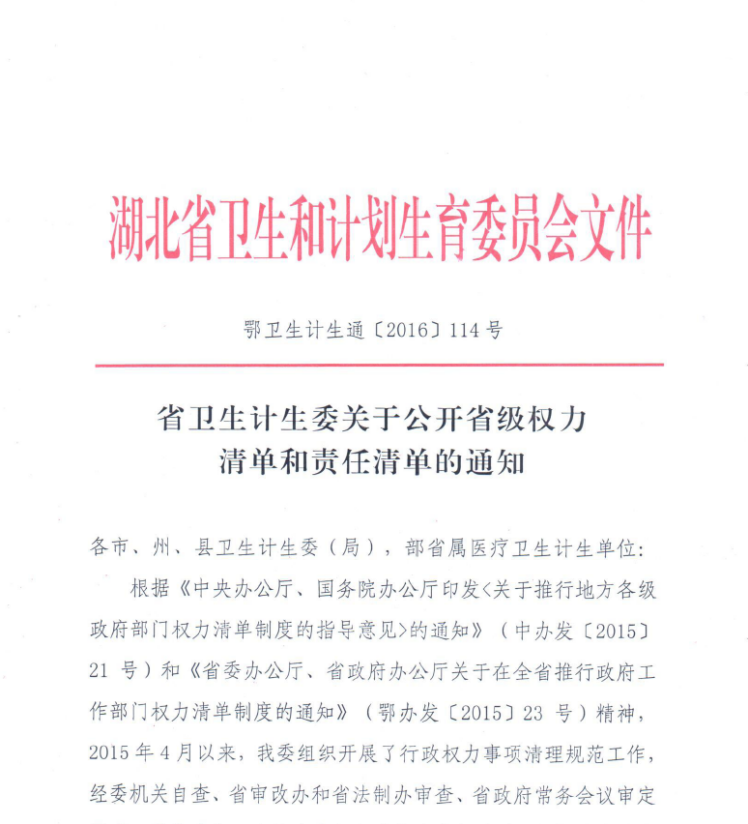 湖北省卫生和计划生育委员会文件
鄂卫生计生通〔2016〕114 号
省卫生计生委关于公开省级权力
清单和责任清单的通知
各市、州、县卫生计生委（局），部省属医疗卫生计生单位：
根据《中央办公厅、国务院办公厅印发<关于推行地方各级
政府部门权力清单制度的指导意见>的通知》（中办发〔2015〕
21 号）和《省委办公厅、省政府办公厅关于在全省推行政府工
作部门权力清单制度的通知》（鄂办发〔2015〕23 号）精神，
2015 年 4 月以来，我委组织开展了行政权力事项清理规范工作，
经委机关自查、省审改办和省法制办审查、省政府常务会议审定